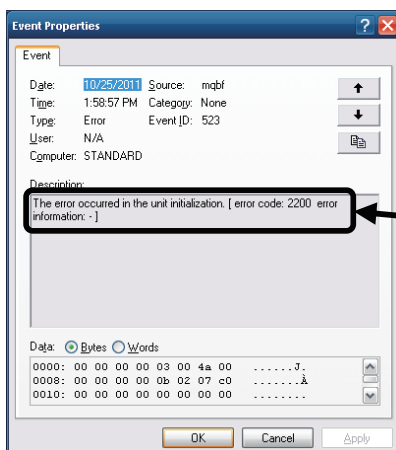 Event Properties
Event
Date: 10/25/2011 Source: mqbf
Time: 1:58:57 PM Category: None
Type: Error Event ID: 523
User: N/A
Computer: STANDARD
Description:
The error occurred in the unit initialization. [ error code: 2200 error
information: - ]
Data: Bytes Words
0000: 00 00 00 00 03 00 4a 00 ......J.
0008: 00 00 00 00 0b 02 07 c0 .......À
0010: 00 00 00 00 00 00 00 00 ........
OK Cancel Apply